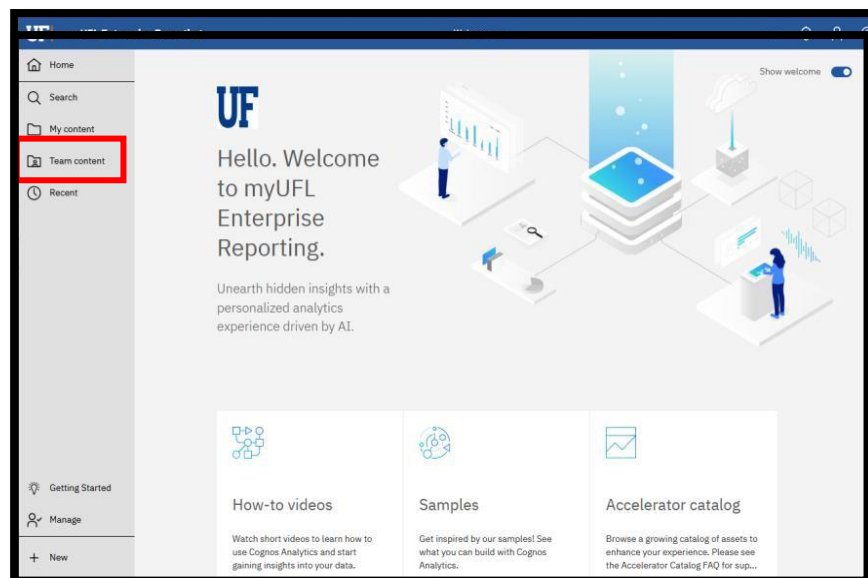 Home
Show welcome
Search
My content
Team content
Recent
UF
Hello. Welcome
to myUFL
Enterprise
Reporting.
Unearth hidden insights with a
personalized analytics
experience driven by AI.
Getting Started
Manage
New
How-to videos
Watch short videos to learn how to
use Cognos Analytics and start
gaining insights into your data.
Samples
Get inspired by our samples! See
what you can build with Cognos
Analytics.
Accelerator catalog
Browse a growing catalog of assets to
enhance your experience. Please see
the Accelerator Catalog FAQ for sup...